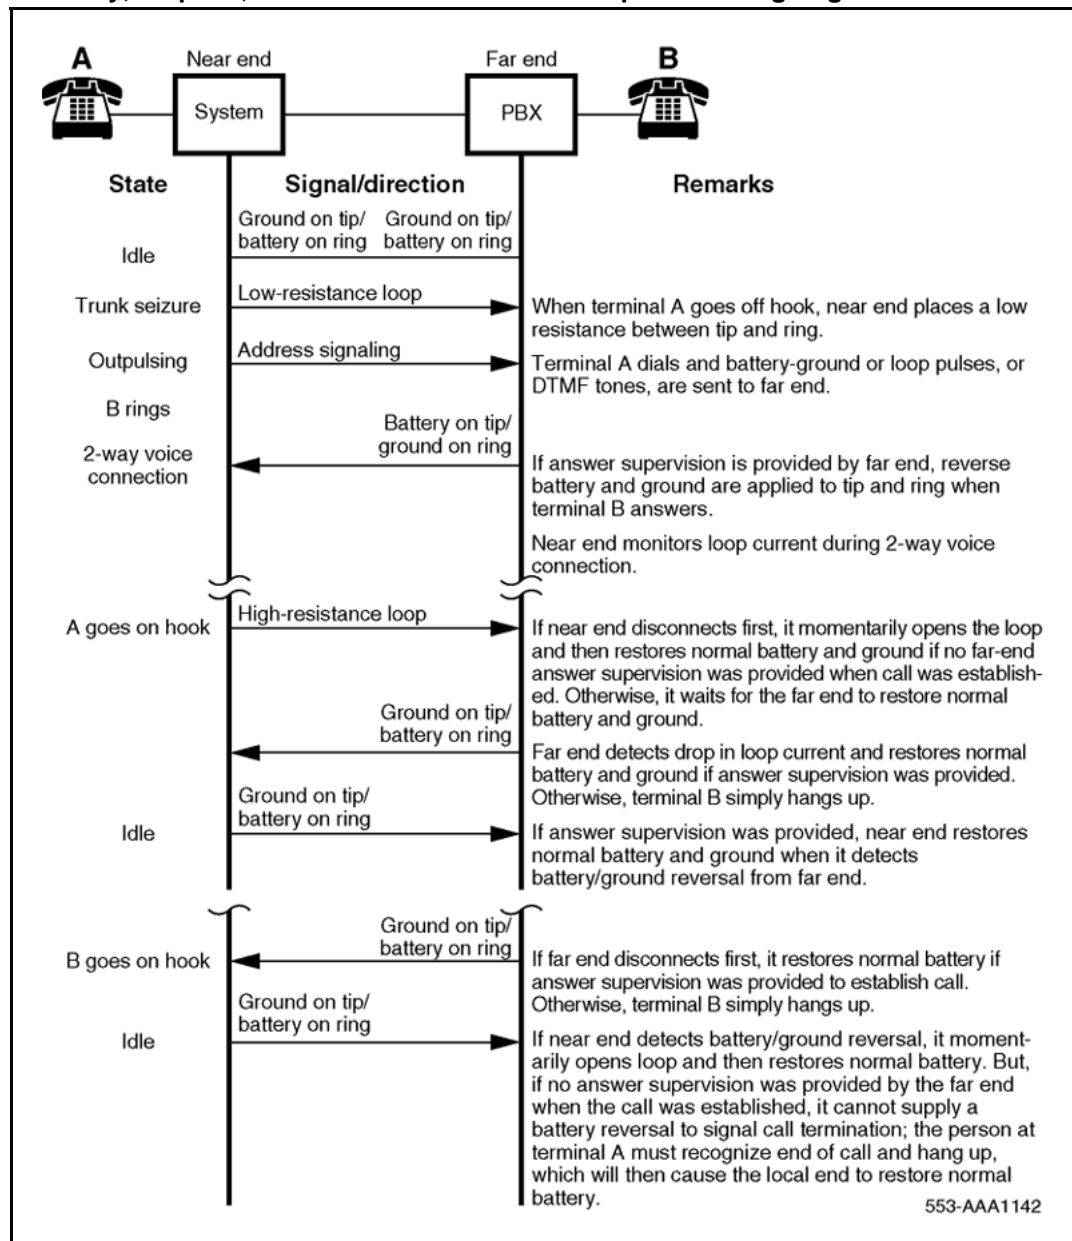 A
Near end
Far end
B
System
PBX
State
Signal/direction
Remarks
Ground on tip/
battery on ring
Ground on tip/
battery on ring
Idle
Trunk seizure
Low-resistance loop
When terminal A goes off hook, near end places a low
resistance between tip and ring.
Outpulsing
Address signaling
Terminal A dials and battery-ground or loop pulses, or
DTMF tones, are sent to far end.
B rings
Battery on tip/
ground on ring
2-way voice
connection
If answer supervision is provided by far end, reverse
battery and ground are applied to tip and ring when
terminal B answers.
Near end monitors loop current during 2-way voice
connection.
A goes on hook
High-resistance loop
If near end disconnects first, it momentarily opens the loop
and then restores normal battery and ground if no far-end
answer supervision was provided when call was establish-
ed. Otherwise, it waits for the far end to restore normal
battery and ground.
Ground on tip/
battery on ring
Far end detects drop in loop current and restores normal
battery and ground if answer supervision was provided.
Otherwise, terminal B simply hangs up.
Ground on tip/
battery on ring
Idle
If answer supervision was provided, near end restores
normal battery and ground when it detects
battery/ground reversal from far end.
Ground on tip/
battery on ring
B goes on hook
If far end disconnects first, it restores normal battery if
answer supervision was provided to establish call.
Otherwise, terminal B simply hangs up.
Ground on tip/
battery on ring
Idle
If near end detects battery/ground reversal, it moment-
arily opens loop and then restores normal battery. But,
if no answer supervision was provided by the far end
when the call was established, it cannot supply a
battery reversal to signal call termination; the person at
terminal A must recognize end of call and hang up,
which will then cause the local end to restore normal
battery.
553-AAA1142